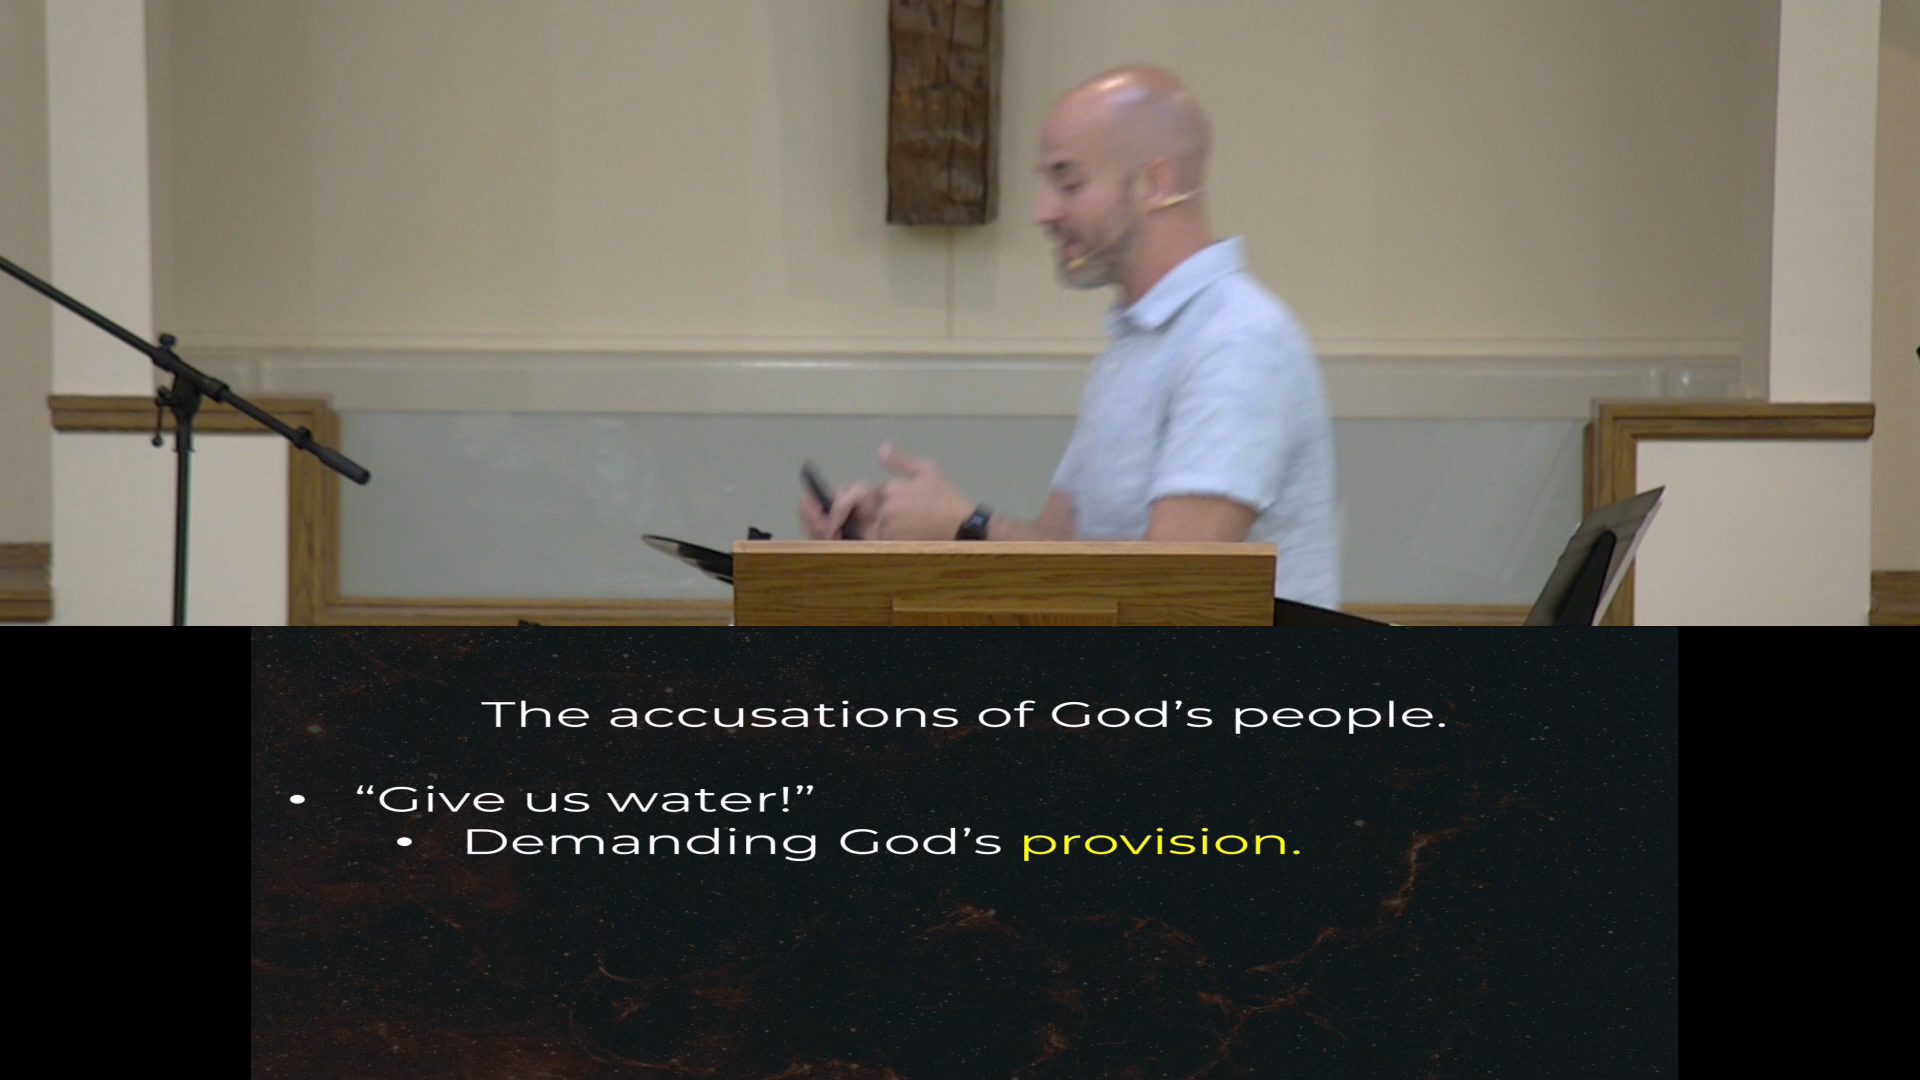 The accusations of God’s people.
• “Give us water!”
• Demanding God’s provision.